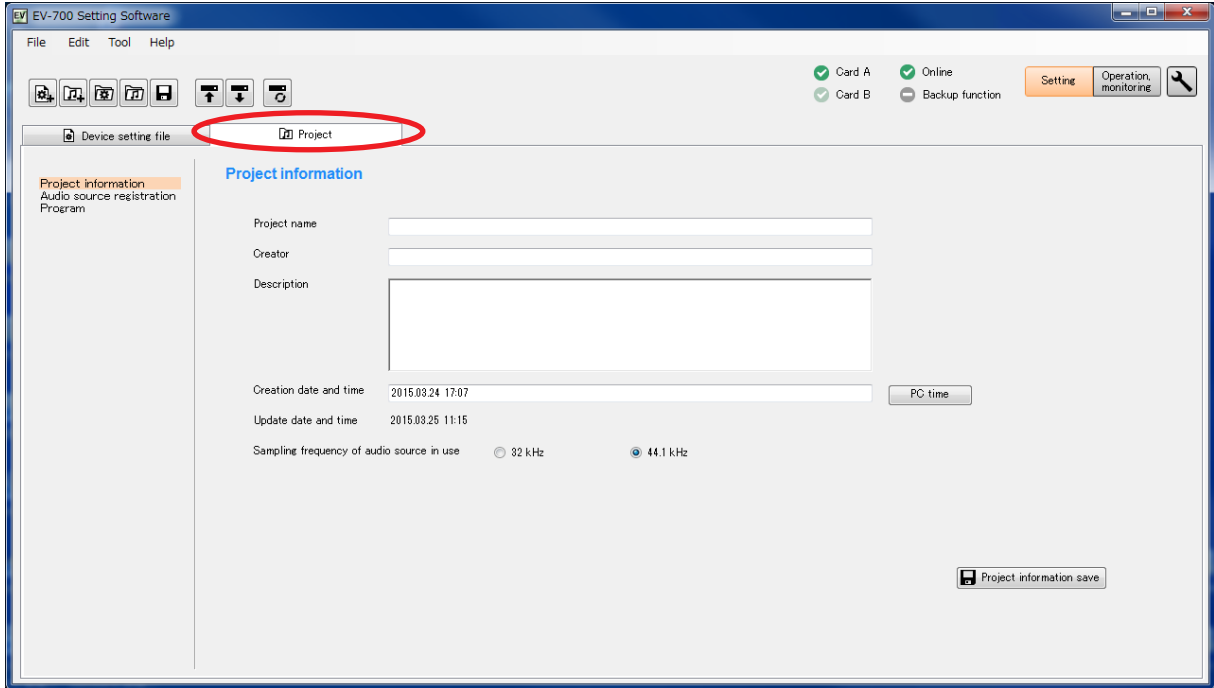 EV EV-700 Setting Software
File Edit Tool Help
Card A Online
Card B Backup function
Setting
Operation,
monitoring
Device setting file
Project
Project information
Audio source registration
Program
Project information
Project name
Creator
Description
Creation date and time 2015.03.24 17:07 PC time
Update date and time 2015.03.25 11:15
Sampling frequency of audio source in use 32 kHz 44.1 kHz
Project information save